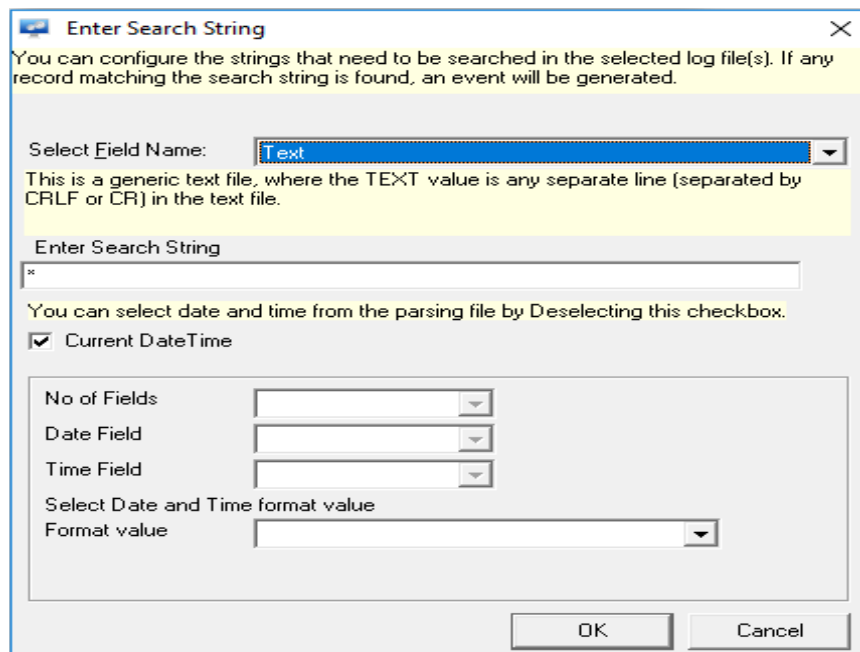 Enter Search String
You can configure the strings that need to be searched in the selected log file(s). If any
record matching the search string is found, an event will be generated.
Select Field Name: Text
This is a generic text file, where the TEXT value is any separate line (separated by
CRLF or CR) in the text file.
Enter Search String
*
You can select date and time from the parsing file by Deselecting this checkbox.
Current DateTime
No of Fields
Date Field
Time Field
Select Date and Time format value
Format value
OK Cancel